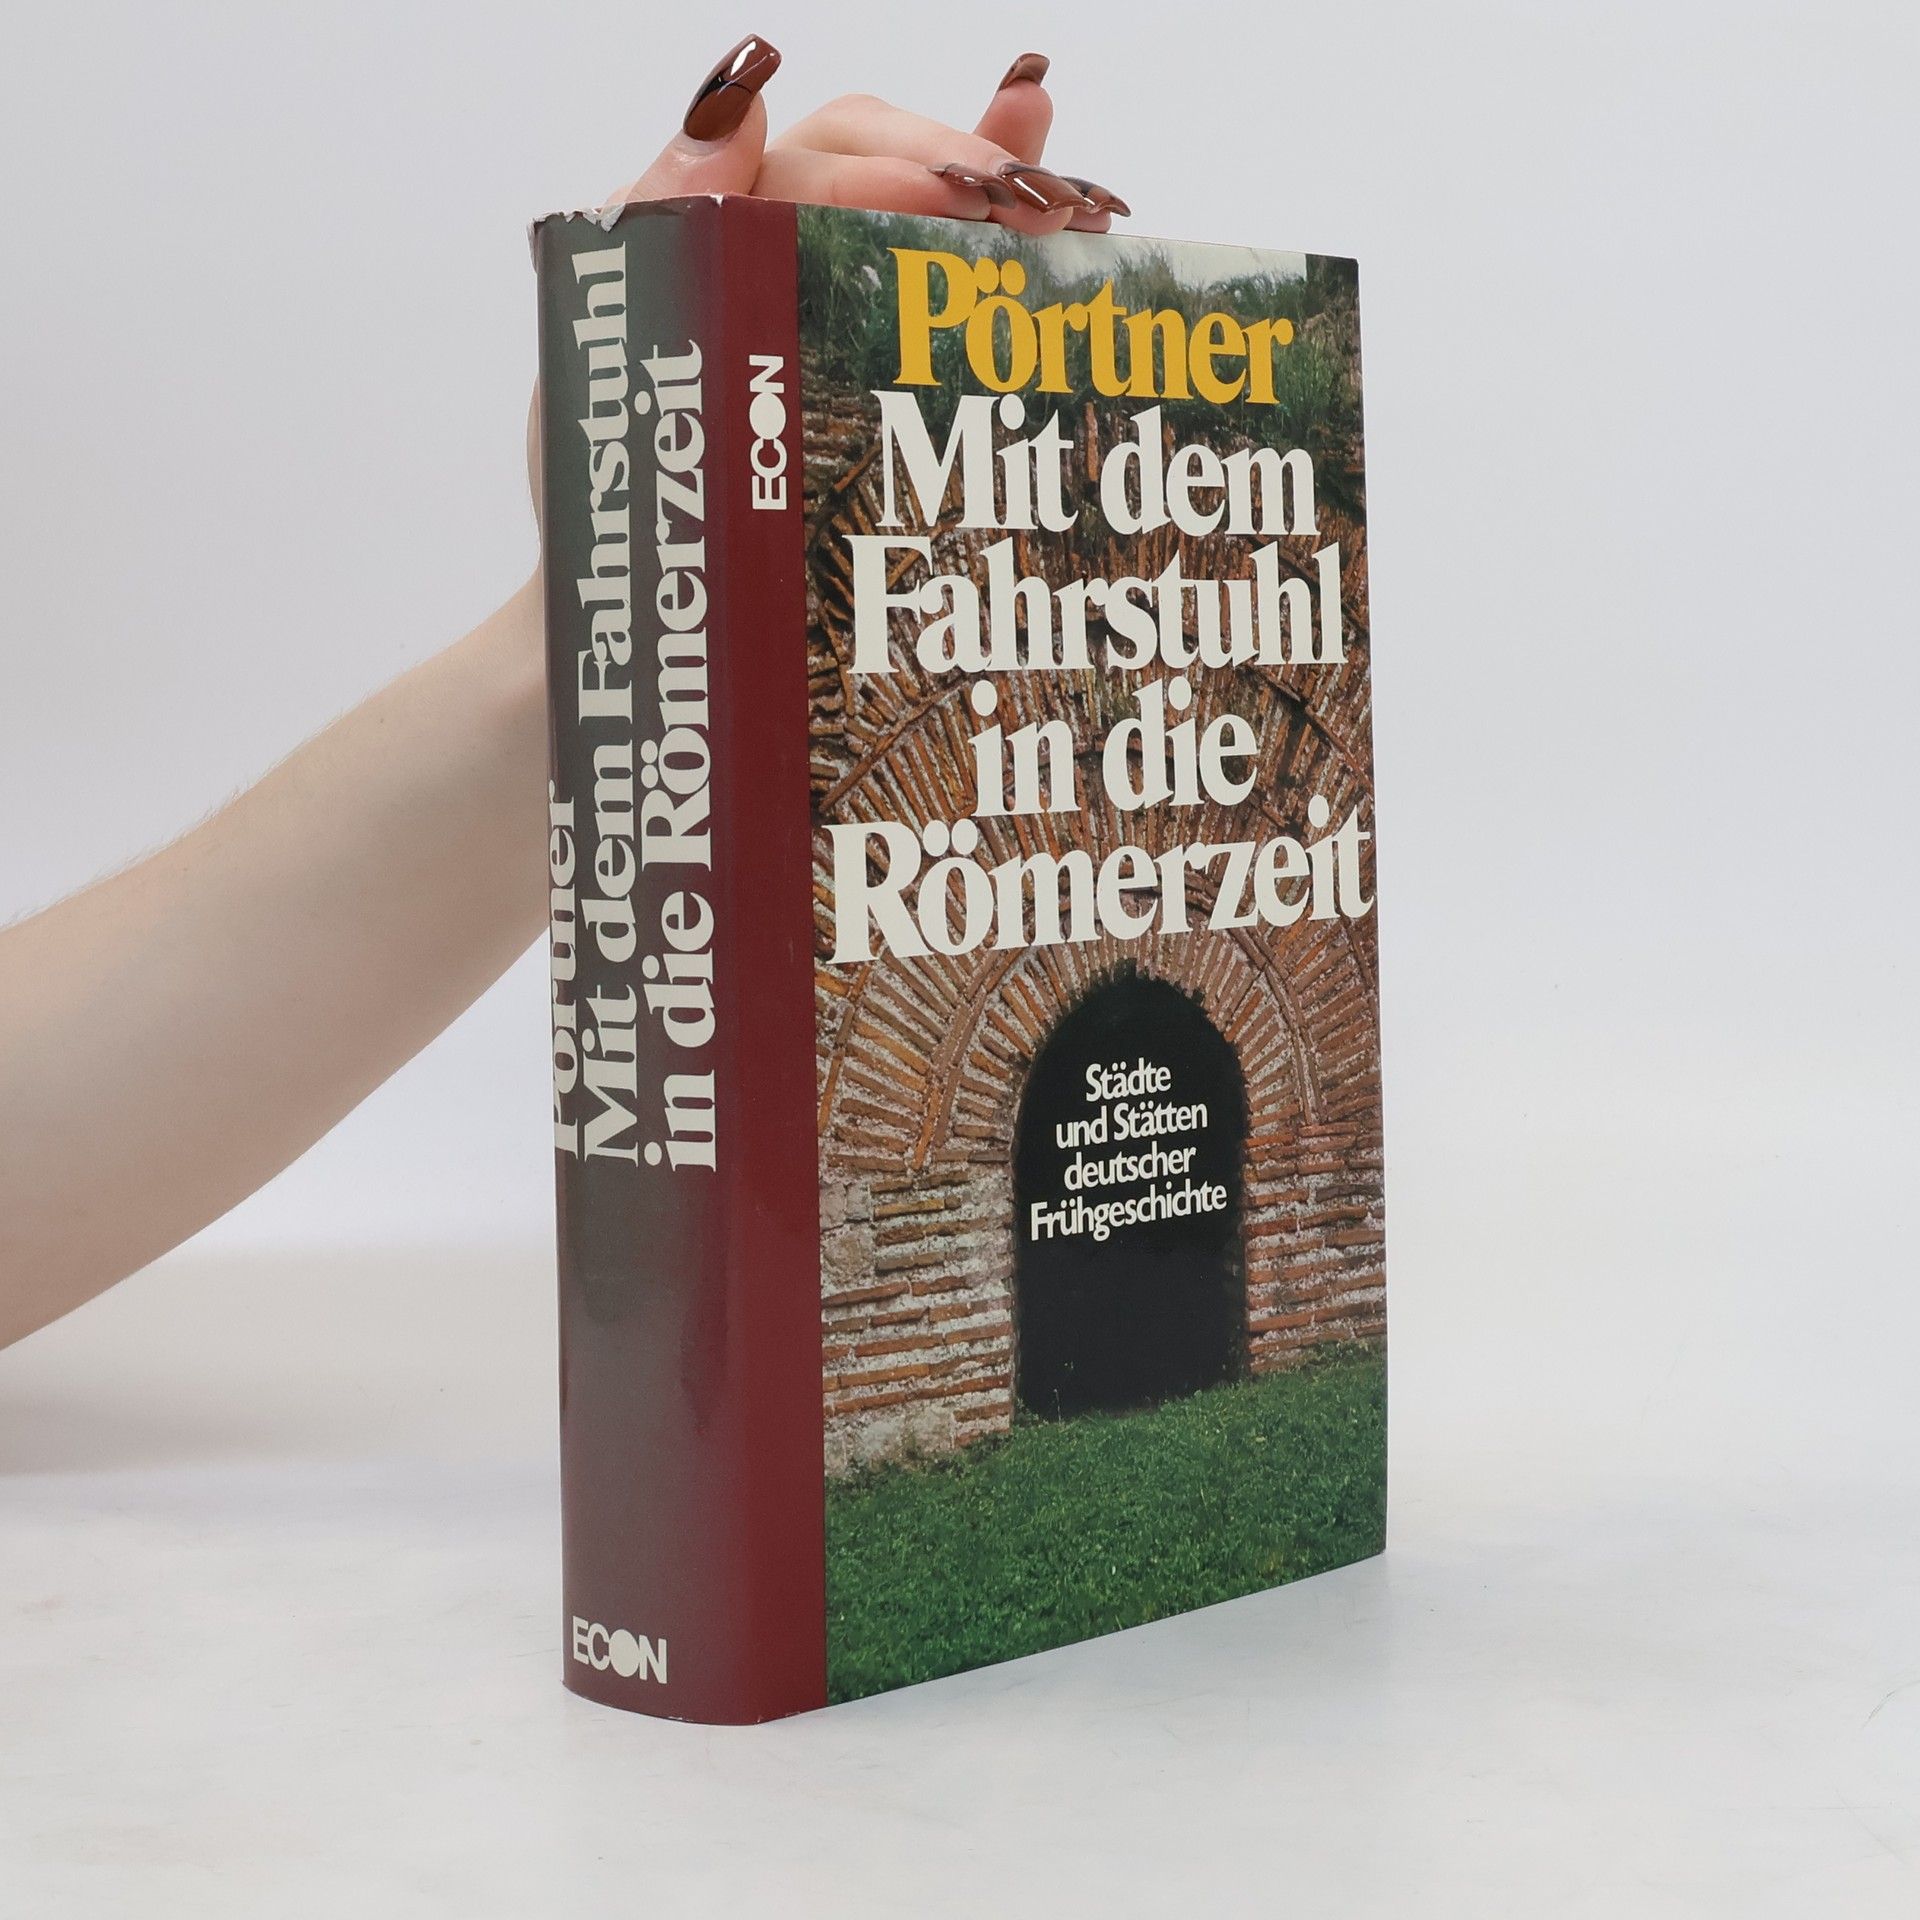 Pörtner
Mit dem Fahrstuhl
in die Römerzeit
ECON
ECON
Pörtner
Mit dem
Fahrstuhl
in die
Römerzeit
Städte
und Stätten
deutscher
Frühgeschichte